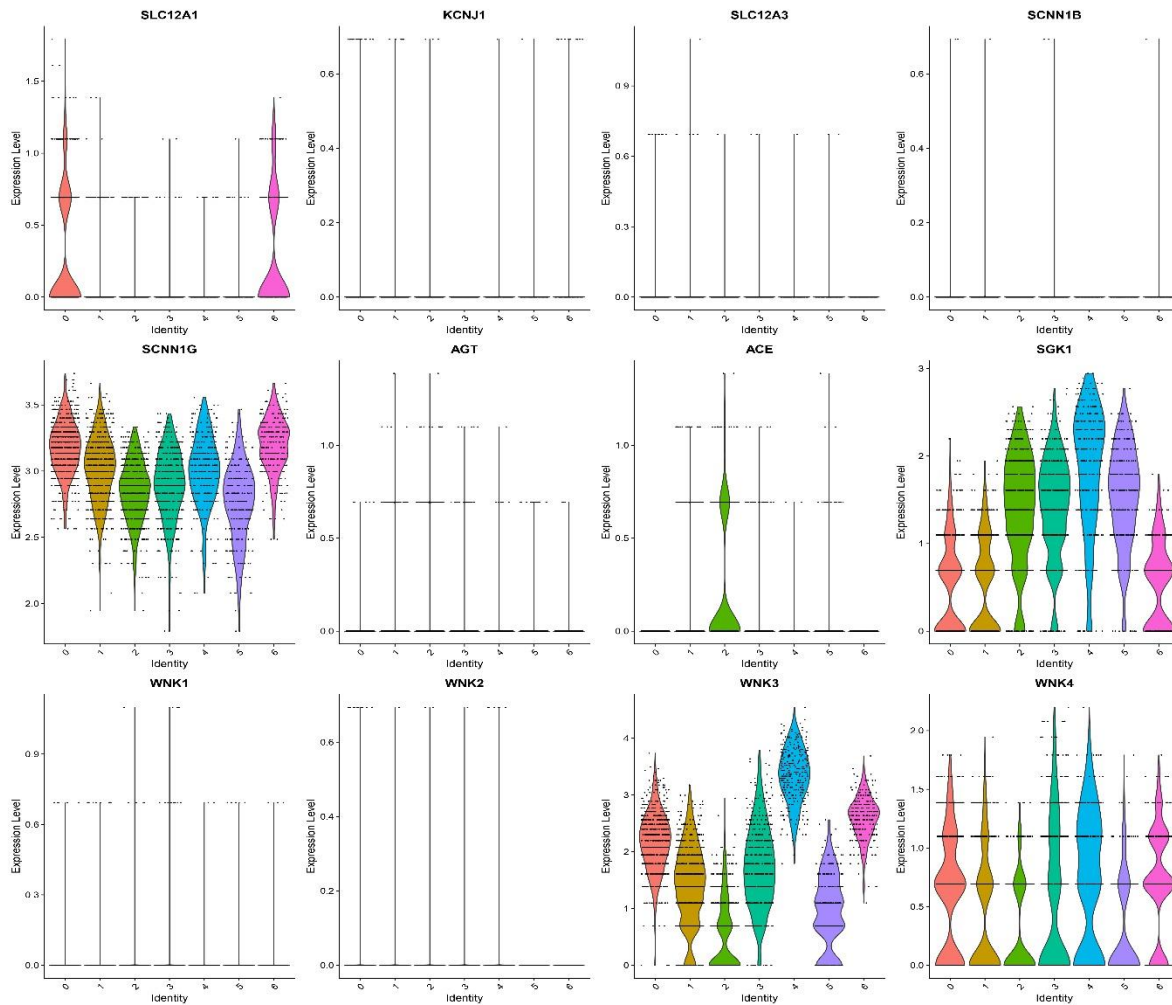 SLC12A1
KCNJ1
SLC12A3
SCNN1B
Expression Level
1.5
1.0
0.5
0.0
0 1 2 3 4 5 6
Identity
Expression Level
0.6
0.4
0.2
0.0
0 1 2 3 4 5 6
Identity
Expression Level
0.9
0.6
0.3
0.0
0 1 2 3 4 5 6
Identity
Expression Level
0.6
0.4
0.2
0.0
0 1 2 3 4 5 6
Identity
SCNN1G
AGT
ACE
SGK1
Expression Level
3.5
3.0
2.5
2.0
0 1 2 3 4 5 6
Identity
Expression Level
1.0
0.5
0.0
0 1 2 3 4 5 6
Identity
Expression Level
1.0
0.5
0.0
0 1 2 3 4 5 6
Identity
Expression Level
3
2
1
0
0 1 2 3 4 5 6
Identity
WNK1
WNK2
WNK3
WNK4
Expression Level
0.9
0.6
0.3
0.0
0 1 2 3 4 5 6
Identity
Expression Level
0.6
0.4
0.2
0.0
0 1 2 3 4 5 6
Identity
Expression Level
4
3
2
1
0
0 1 2 3 4 5 6
Identity
Expression Level
2.0
1.5
1.0
0.5
0.0
0 1 2 3 4 5 6
Identity